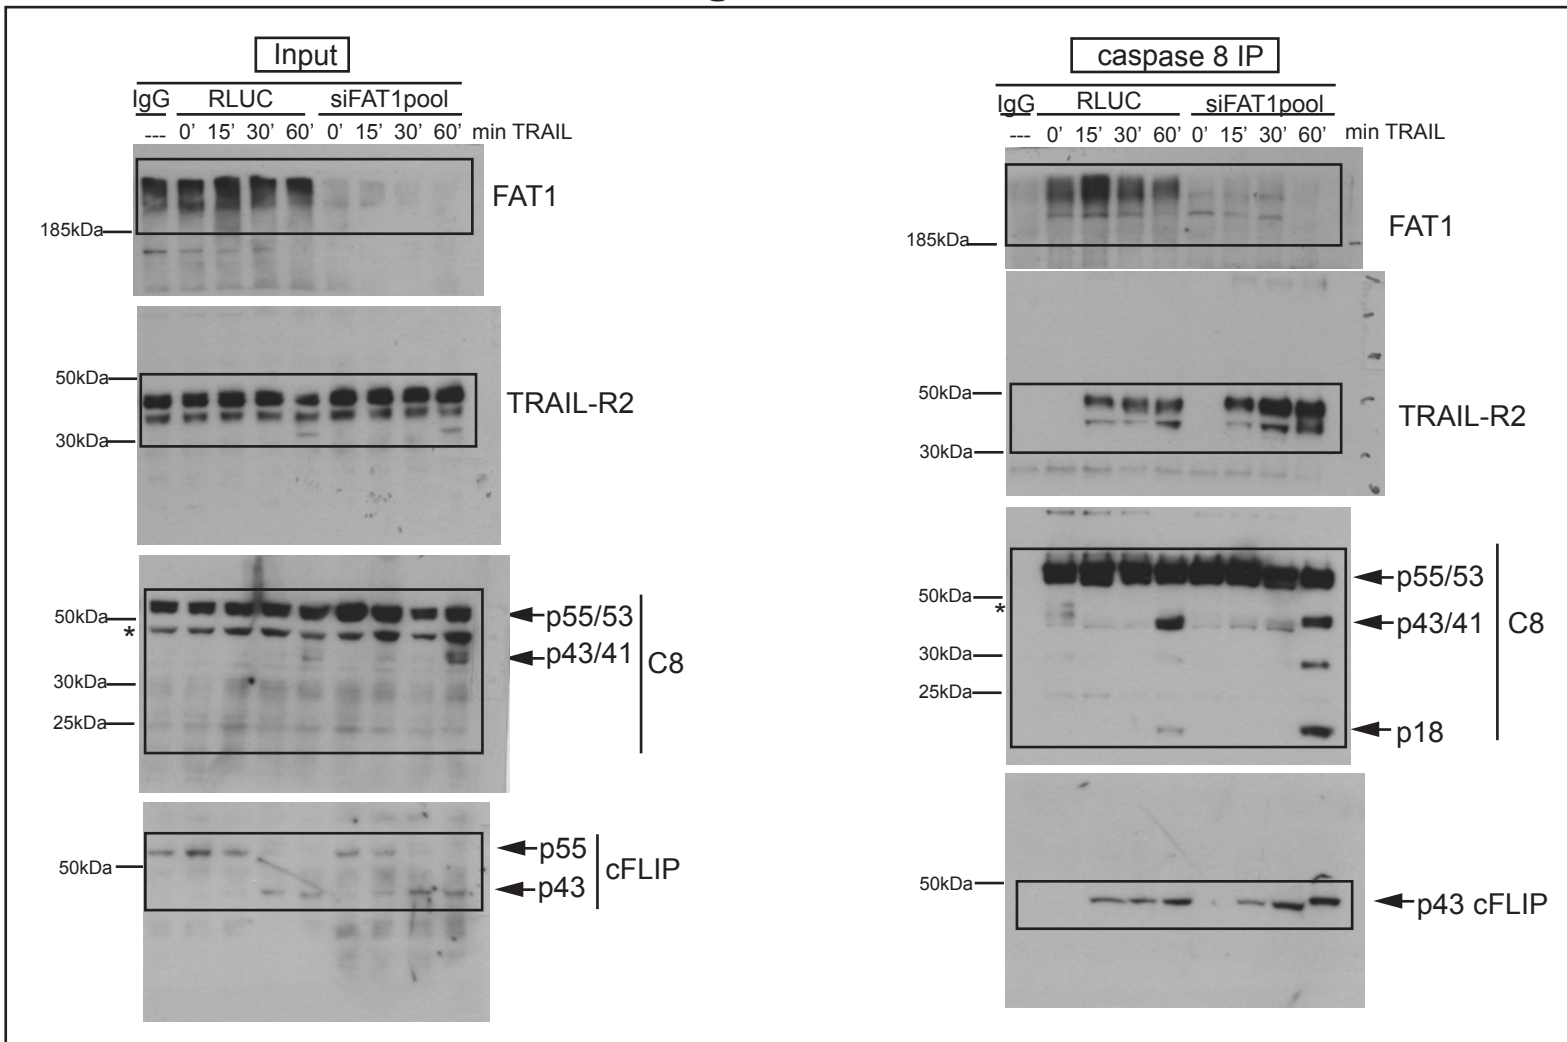 Input
IgG RLUC siFAT1pool
--- 0’ 15’ 30’ 60’ 0’ 15’ 30’ 60’ min TRAIL
FAT1
185kDa
50kDa
TRAIL-R2
30kDa
50kDa
*
p55/53
p43/41
C8
30kDa
25kDa
p55
50kDa
cFLIP
p43
caspase 8 IP
IgG RLUC siFAT1pool
--- 0’ 15’ 30’ 60’ 0’ 15’ 30’ 60’ min TRAIL
FAT1
185kDa
50kDa
TRAIL-R2
30kDa
p55/53
50kDa
*
p43/41
C8
30kDa
25kDa
p18
50kDa
p43 cFLIP